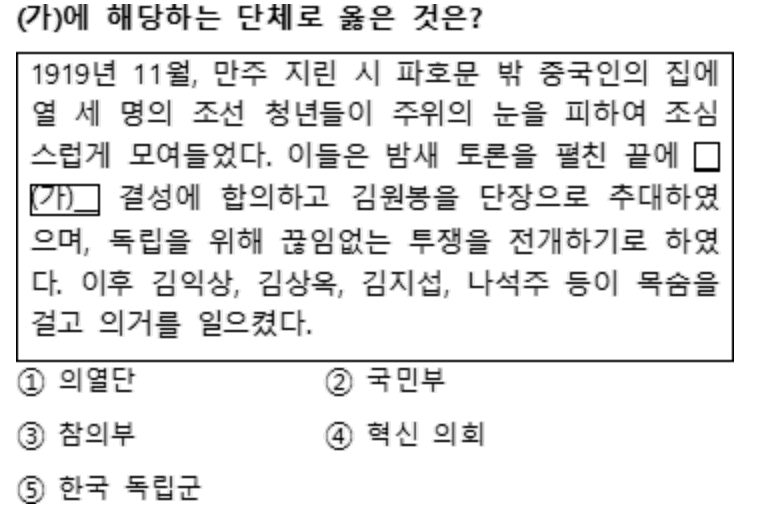 (가)에 해당하는 단체로 옳은 것은?
1919년 11월, 만주 지린 시 파호문 밖 중국인의 집에
열 세 명의 조선 청년들이 주위의 눈을 피하여 조심
스럽게 모여들었다. 이들은 밤새 토론을 펼친 끝에
(가) 결성에 합의하고 김원봉을 단장으로 추대하였
으며, 독립을 위해 끊임없는 투쟁을 전개하기로 하였
다. 이후 김익상, 김상옥, 김지섭, 나석주 등이 목숨을
걸고 의거를 일으켰다.
① 의열단 ② 국민부
③ 참의부 ④ 혁신 의회
⑤ 한국 독립군